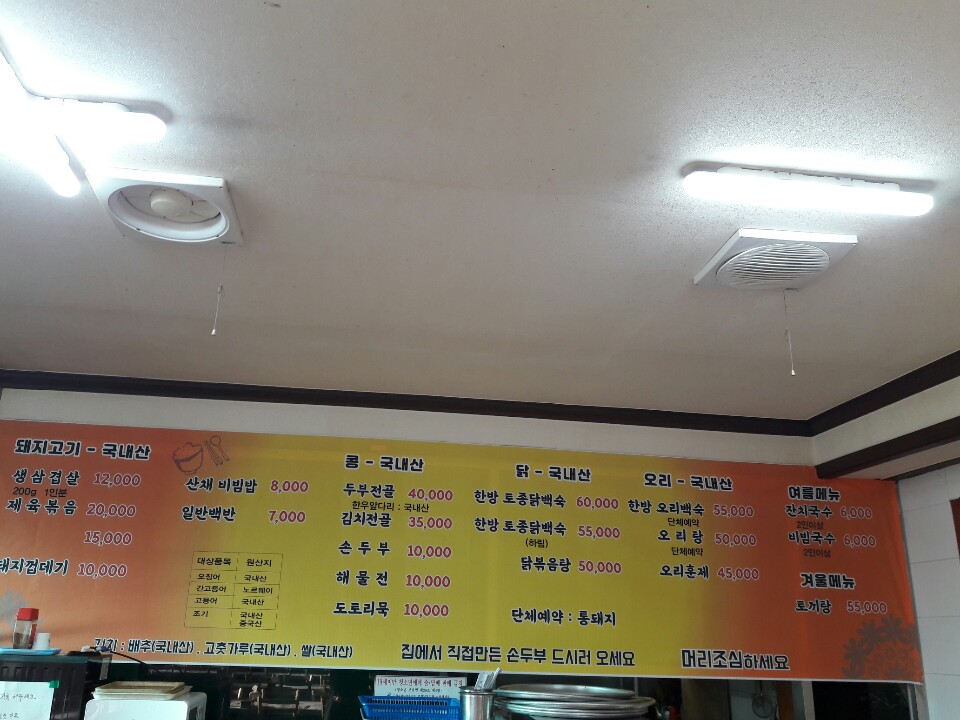 돼지고기 - 국내산
생삼겹살 12,000
200g 1인분
제육볶음 20,000
15,000
돼지껍데기 10,000
산채 비빔밥 8,000
일반백반 7,000
대상품목 원산지
오징어 국내산
간고등어 노르웨이
고등어 국내산
조기 국내산
중국산
콩 - 국내산
두부전골 40,000
한우앞다리 : 국내산
김치전골 35,000
손두부 10,000
해물전 10,000
도토리묵 10,000
닭 - 국내산
한방 토종닭백숙 60,000
한방 토종닭백숙 55,000
(하림)
닭볶음탕 50,000
단체예약 : 통돼지
오리 - 국내산
한방 오리백숙 55,000
단체예약
오리탕 50,000
단체예약
오리훈제 45,000
여름메뉴
잔치국수 6,000
2인이상
비빔국수 6,000
2인이상
겨울메뉴
토끼탕 55,000
김치 : 배추(국내산) . 고춧가루(국내산) . 쌀(국내산)
집에서 직접만든 손두부 드시러 오세요
머리조심하세요